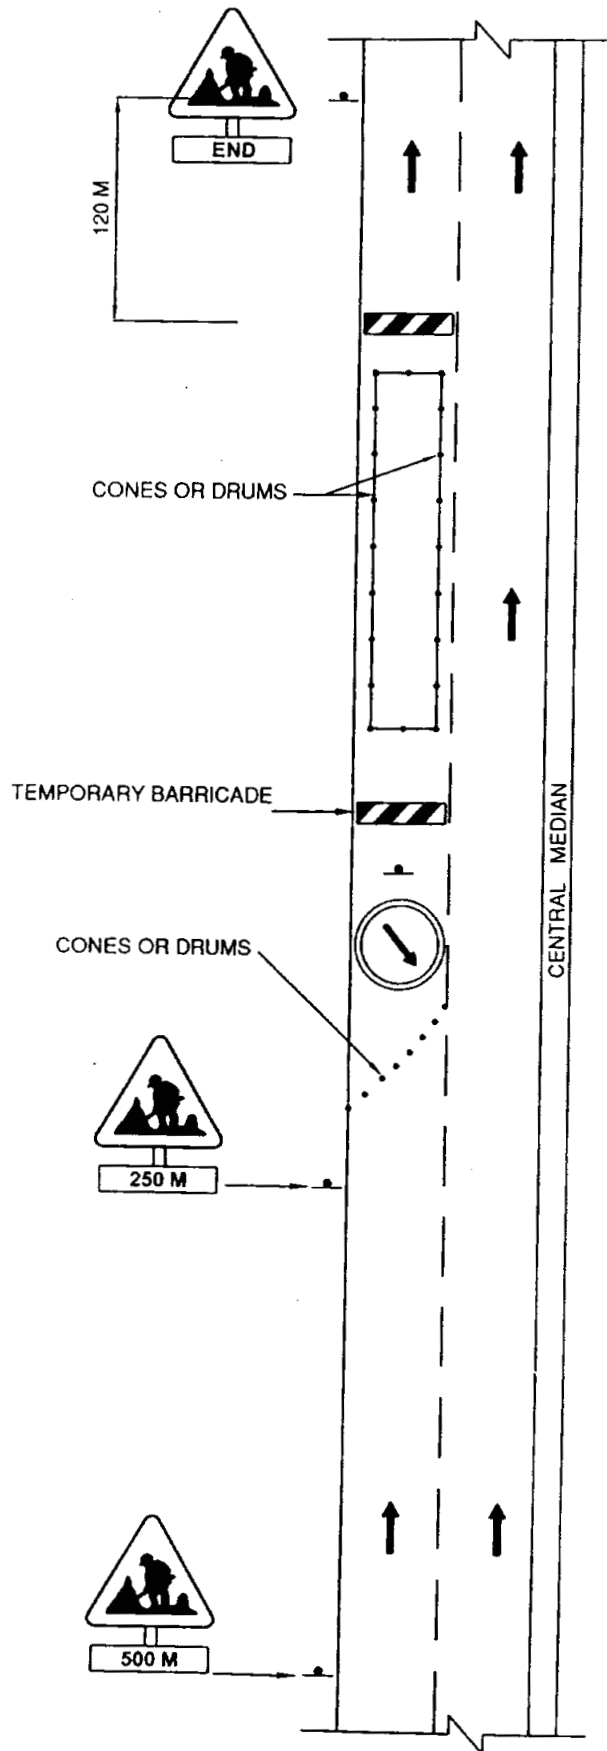 END
120 M
CONES OR DRUMS
TEMPORARY BARRICADE
CENTRAL MEDIAN
CONES OR DRUMS
250 M
500 M